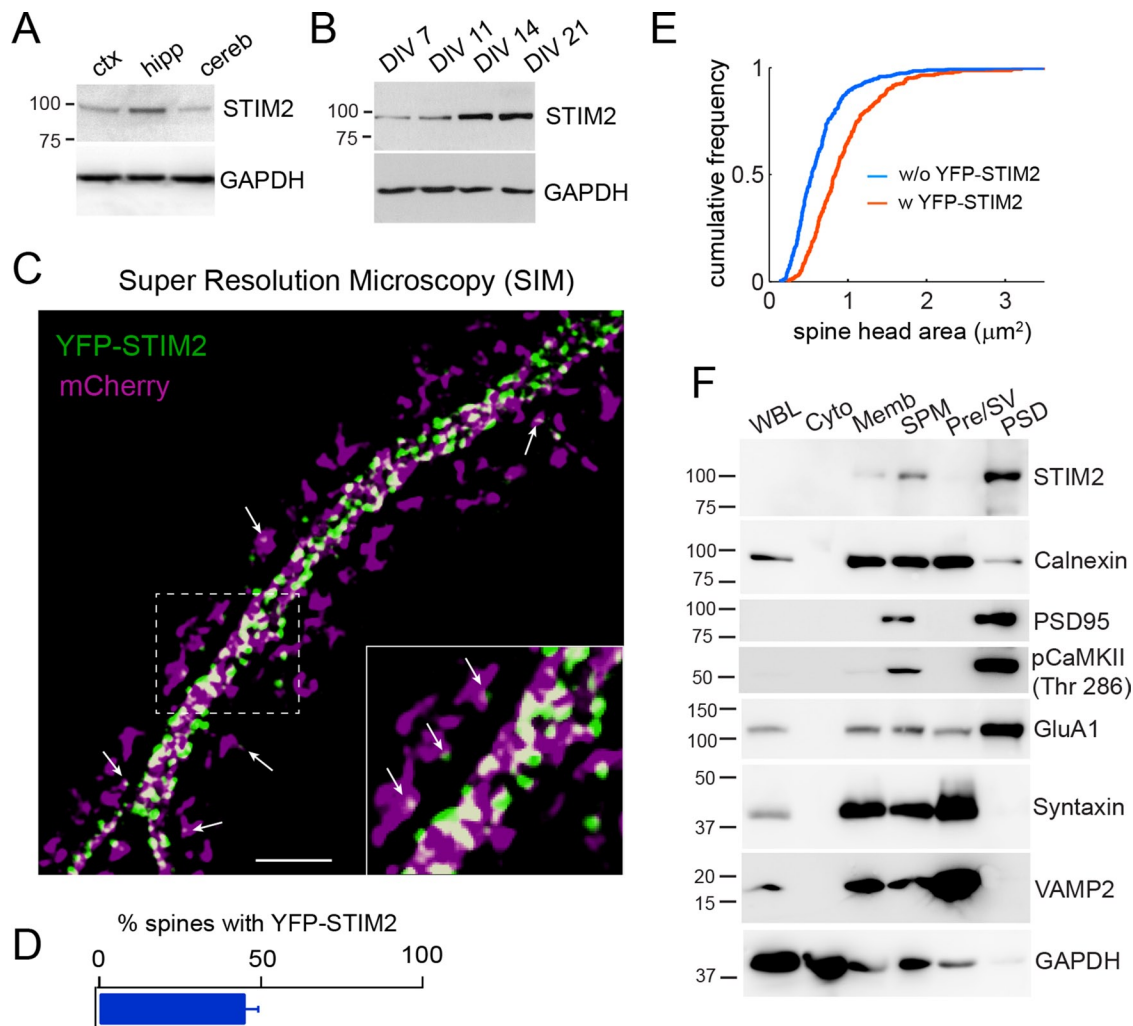 A
ctx hipp cereb
100
75
STIM2
GAPDH
B
DIV 7 DIV 11 DIV 14 DIV 21
100
75
STIM2
GAPDH
C
Super Resolution Microscopy (SIM)
YFP-STIM2
mCherry
D
% spines with YFP-STIM2
0 50 100
E
cumulative frequency
1
0.5
0
w/o YFP-STIM2
w YFP-STIM2
0 1 2 3
spine head area (μm²)
F
WBL Cyto Memb SPM Pre/SV PSD
100
75
STIM2
100
75
Calnexin
100
75
PSD95
50
pCaMKII
(Thr 286)
150
100
GluA1
50
37
Syntaxin
20
15
VAMP2
37
GAPDH